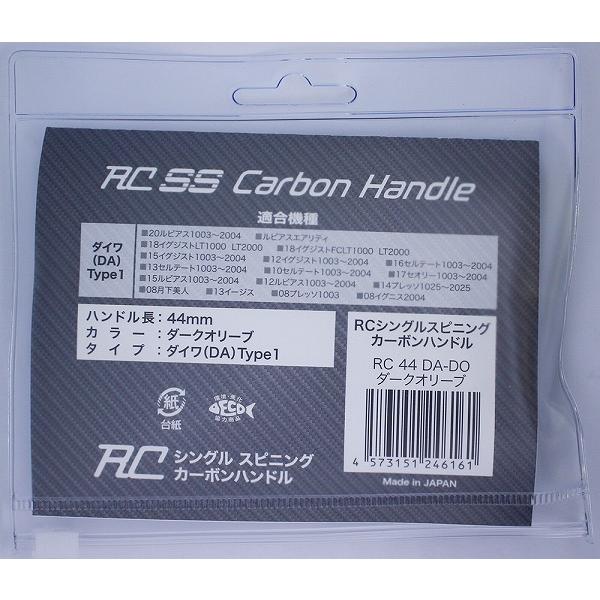 RC SS Carbon Handle
適合機種
ダイワ
(DA)
Type1
■20ルビアス1003〜2004 ■ルビアスエアリティ
■18イグジストLT1000 LT2000 ■18イグジストFCLT1000 LT2000
■15イグジスト1003〜2004 ■12イグジスト1003〜2004 ■16セルテート1003〜2004
■13セルテート1003〜2004 ■10セルテート1003〜2004 ■17セオリー1003〜2004
■15ルビアス1003〜2004 ■12ルビアス1003〜2004 ■14プレッソ1025〜2025
■08月下美人 ■13イージス ■08プレッソ1003 ■08イグニス2004
ハンドル長:44mm
カラー:ダークオリーブ
タイプ:ダイワ(DA)Type1
RCシングルスピニング
カーボンハンドル
RC 44 DA-DO
ダークオリーブ
4 573151 246161
Made in JAPAN
紙
台紙
環境・進化
DECO
協力商品
RC シングル スピニング
カーボンハンドル